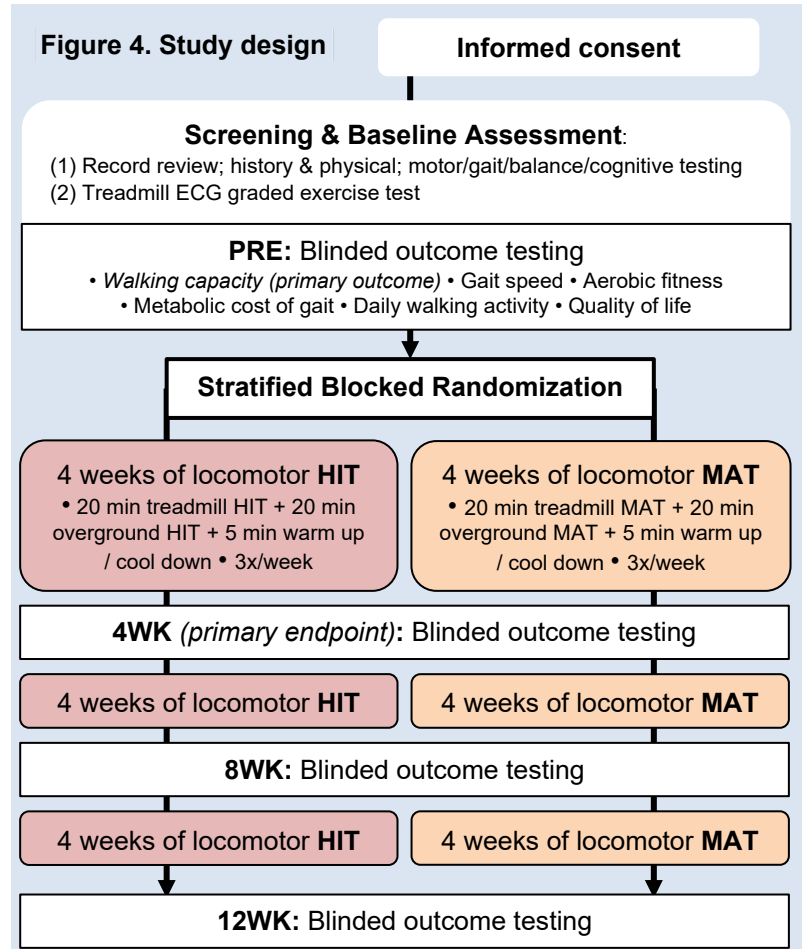 Figure 4. Study design
Informed consent
Screening & Baseline Assessment:
(1) Record review; history & physical; motor/gait/balance/cognitive testing
(2) Treadmill ECG graded exercise test
PRE: Blinded outcome testing
• Walking capacity (primary outcome) • Gait speed • Aerobic fitness
• Metabolic cost of gait • Daily walking activity • Quality of life
Stratified Blocked Randomization
4 weeks of locomotor HIT
• 20 min treadmill HIT + 20 min
overground HIT + 5 min warm up
/ cool down • 3x/week
4 weeks of locomotor MAT
• 20 min treadmill MAT + 20 min
overground MAT + 5 min warm up
/ cool down • 3x/week
4WK (primary endpoint): Blinded outcome testing
4 weeks of locomotor HIT
4 weeks of locomotor MAT
8WK: Blinded outcome testing
4 weeks of locomotor HIT
4 weeks of locomotor MAT
12WK: Blinded outcome testing